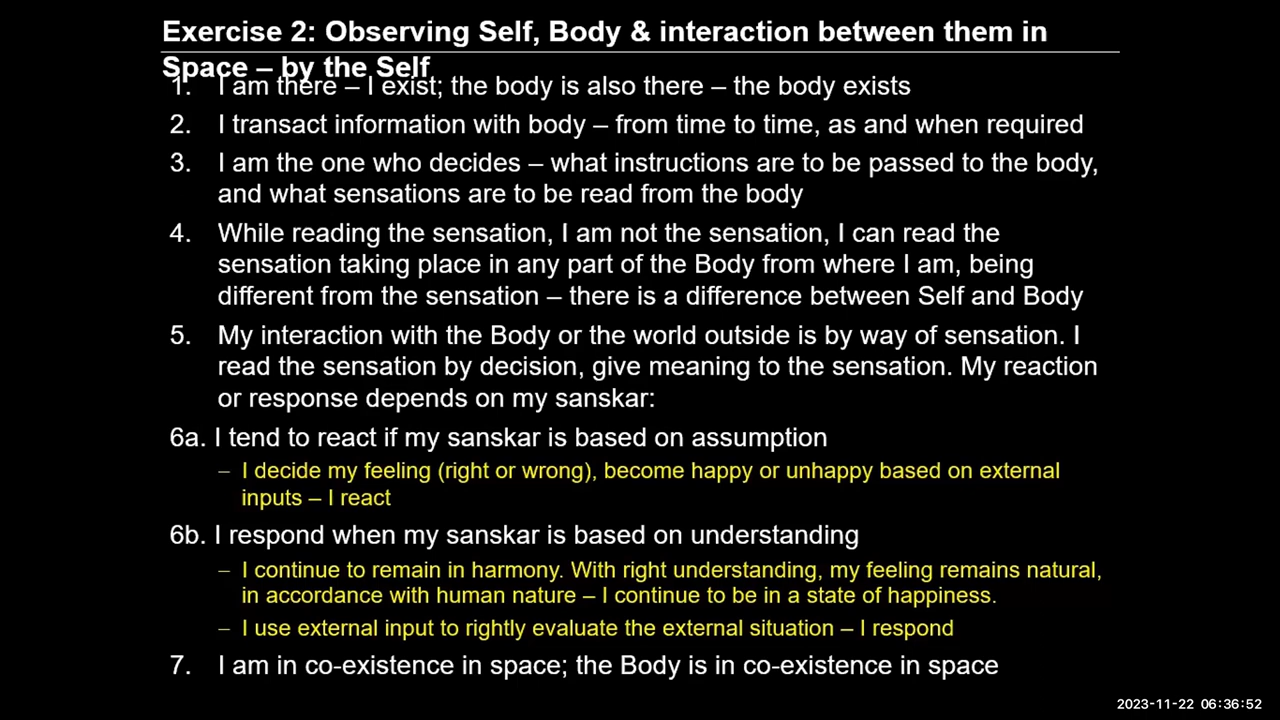 Exercise 2: Observing Self, Body & interaction between them in
Space – by the Self
1. I am there – I exist; the body is also there – the body exists
2. I transact information with body – from time to time, as and when required
3. I am the one who decides – what instructions are to be passed to the body,
and what sensations are to be read from the body
4. While reading the sensation, I am not the sensation, I can read the
sensation taking place in any part of the Body from where I am, being
different from the sensation – there is a difference between Self and Body
5. My interaction with the Body or the world outside is by way of sensation. I
read the sensation by decision, give meaning to the sensation. My reaction
or response depends on my sanskar:
6a. I tend to react if my sanskar is based on assumption
– I decide my feeling (right or wrong), become happy or unhappy based on external
inputs – I react
6b. I respond when my sanskar is based on understanding
– I continue to remain in harmony. With right understanding, my feeling remains natural,
in accordance with human nature – I continue to be in a state of happiness.
– I use external input to rightly evaluate the external situation – I respond
7. I am in co-existence in space; the Body is in co-existence in space
2023-11-22 06:36:52